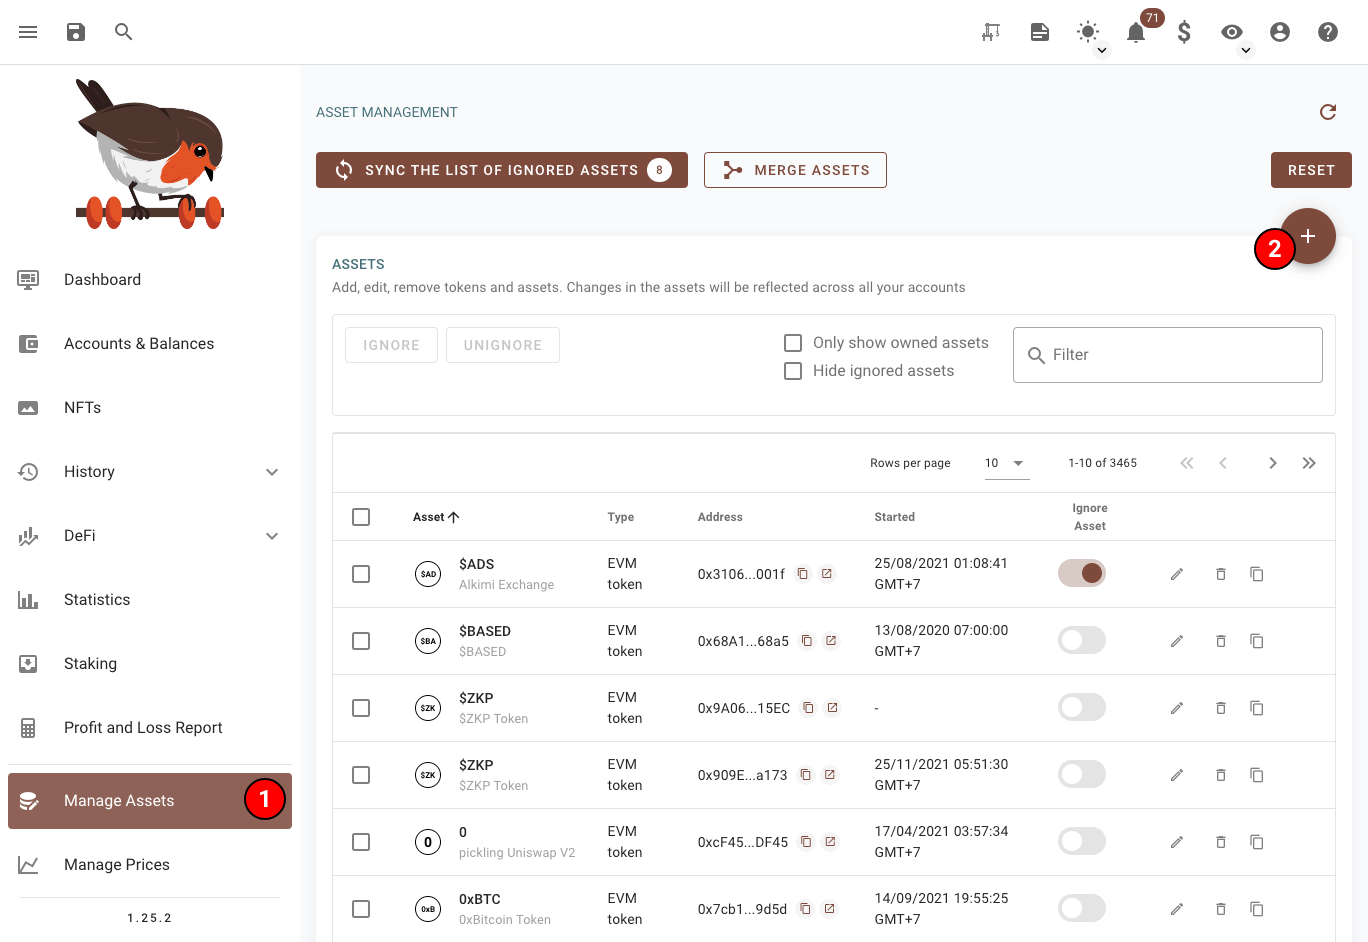 71
ASSET MANAGEMENT
SYNC THE LIST OF IGNORED ASSETS 8
MERGE ASSETS
RESET
2
ASSETS
Add, edit, remove tokens and assets. Changes in the assets will be reflected across all your accounts
IGNORE
UNIGNORE
Only show owned assets
Hide ignored assets
Filter
Dashboard
Accounts & Balances
NFTs
History
DeFi
Statistics
Staking
Profit and Loss Report
Manage Assets
1
Manage Prices
1.25.2
Rows per page 10 1-10 of 3465
Asset Type Address Started Ignore Asset
$AD $ADS EVM token 0x3106...001f 25/08/2021 01:08:41 GMT+7
Alkimi Exchange
$BA $BASED EVM token 0x68A1...68a5 13/08/2020 07:00:00 GMT+7
$BASED
$ZK $ZKP EVM token 0x9A06...15EC -
$ZKP Token
$ZK $ZKP EVM token 0x909E...a173 25/11/2021 05:51:30 GMT+7
$ZKP Token
0 0 EVM token 0xcF45...DF45 17/04/2021 03:57:34 GMT+7
pickling Uniswap V2
0xB 0xBTC EVM token 0x7cb1...9d5d 14/09/2021 19:55:25 GMT+7
0xBitcoin Token